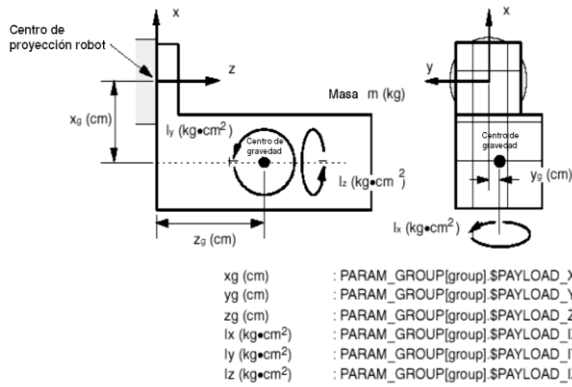 Centro de
proyección robot
x
z
x
y
Masa m (kg)
xg (cm)
Iy (kg•cm²)
Centro de
gravedad
Iz (kg•cm²)
Centro de
gravedad
yg (cm)
zg (cm)
Ix (kg•cm²)
xg (cm) : PARAM_GROUP[group].$PAYLOAD_X
yg (cm) : PARAM_GROUP[group].$PAYLOAD_Y
zg (cm) : PARAM_GROUP[group].$PAYLOAD_Z
Ix (kg•cm²) : PARAM_GROUP[group].$PAYLOAD_IX
Iy (kg•cm²) : PARAM_GROUP[group].$PAYLOAD_IY
Iz (kg•cm²) : PARAM_GROUP[group].$PAYLOAD_IZ